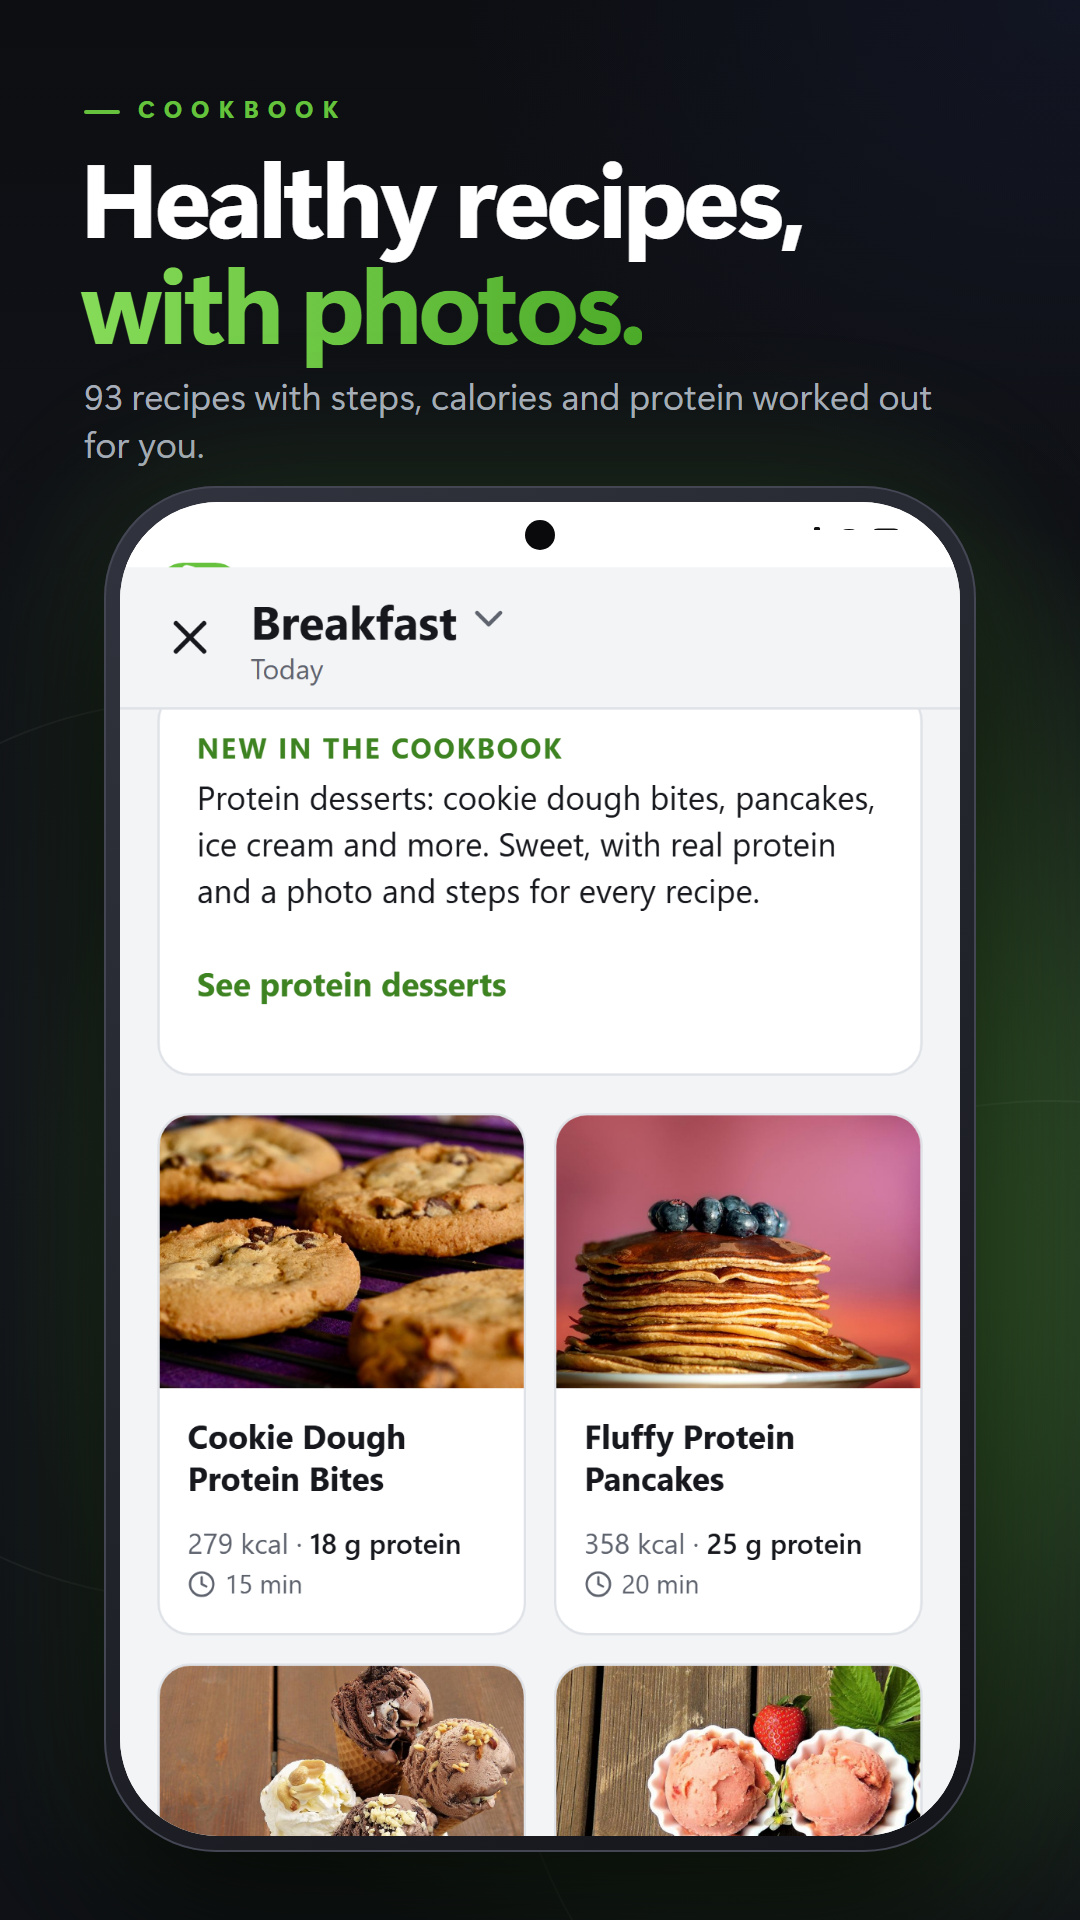 COOKBOOK
Healthy recipes,
with photos.
93 recipes with steps, calories and protein worked out
for you.
Breakfast
Today
NEW IN THE COOKBOOK
Protein desserts: cookie dough bites, pancakes,
ice cream and more. Sweet, with real protein
and a photo and steps for every recipe.
See protein desserts
Cookie Dough
Protein Bites
279 kcal · 18 g protein
15 min
Fluffy Protein
Pancakes
358 kcal · 25 g protein
20 min